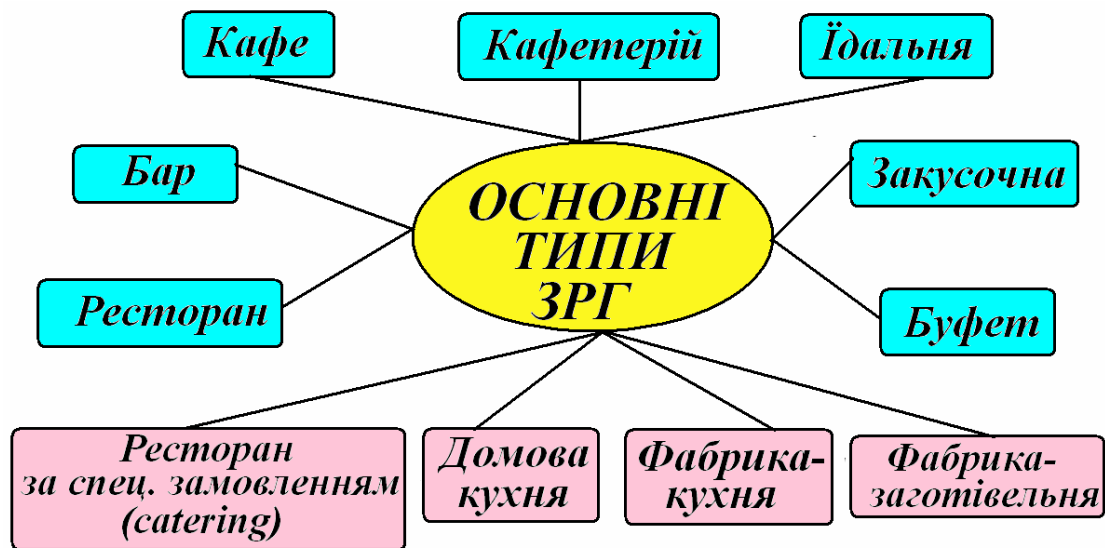 Кафе
Кафетерій
Їдальня
Бар
Закусочна
ОСНОВНІ
ТИПИ
ЗРГ
Ресторан
Буфет
Ресторан
за спец. замовленням
(catering)
Домова
кухня
Фабрика-
кухня
Фабрика-
заготівельня